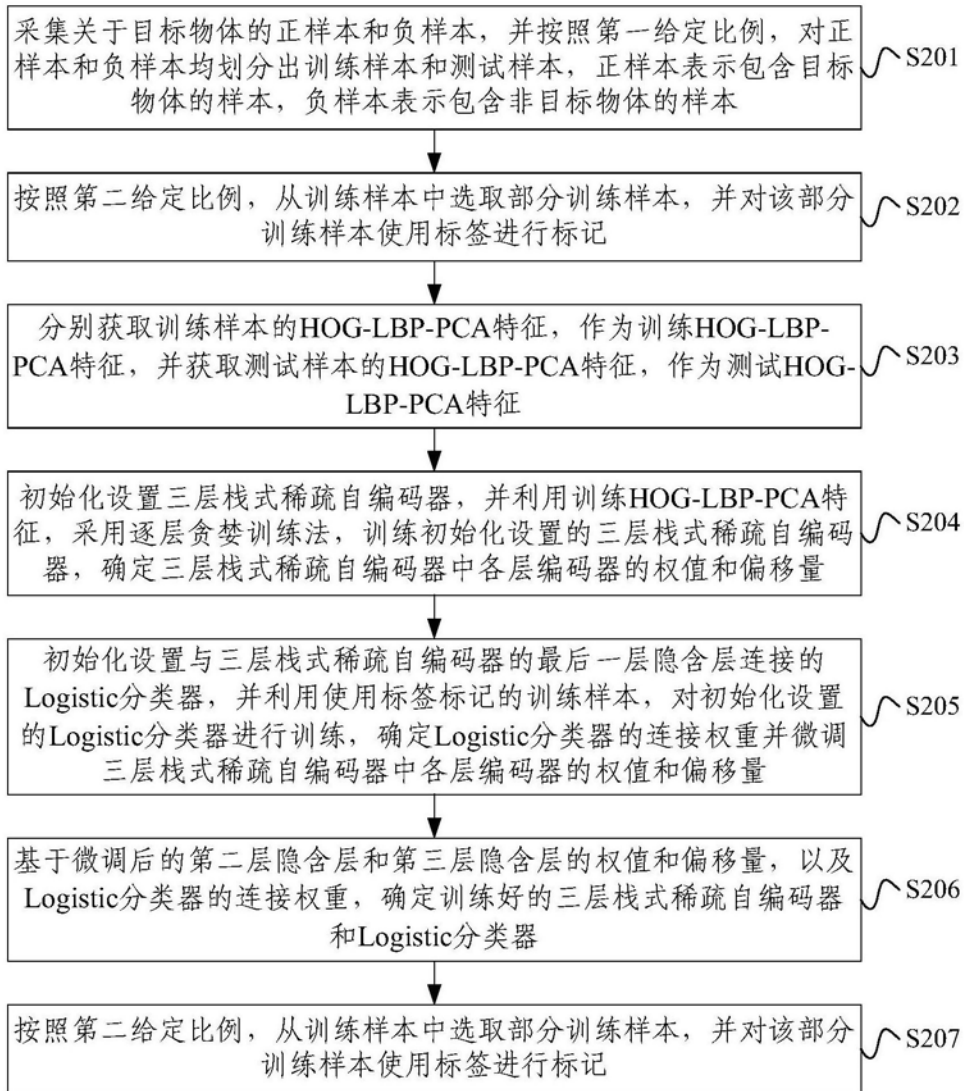 采集关于目标物体的正样本和负样本，并按照第一给定比例，对正
样本和负样本均划分出训练样本和测试样本，正样本表示包含目标
物体的样本，负样本表示包含非目标物体的样本
S201
按照第二给定比例，从训练样本中选取部分训练样本，并对该部分
训练样本使用标签进行标记
S202
分别获取训练样本的HOG-LBP-PCA特征，作为训练HOG-LBP-
PCA特征，并获取测试样本的HOG-LBP-PCA特征，作为测试HOG-
LBP-PCA特征
S203
初始化设置三层栈式稀疏自编码器，并利用训练HOG-LBP-PCA特
征，采用逐层贪婪训练法，训练初始化设置的三层栈式稀疏自编码
器，确定三层栈式稀疏自编码器中各层编码器的权值和偏移量
S204
初始化设置与三层栈式稀疏自编码器的最后一层隐含层连接的
Logistic分类器，并利用使用标签标记的训练样本，对初始化设置
的Logistic分类器进行训练，确定Logistic分类器的连接权重并微调
三层栈式稀疏自编码器中各层编码器的权值和偏移量
S205
基于微调后的第二层隐含层和第三层隐含层的权值和偏移量，以及
Logistic分类器的连接权重，确定训练好的三层栈式稀疏自编码器
和Logistic分类器
S206
按照第二给定比例，从训练样本中选取部分训练样本，并对该部分
训练样本使用标签进行标记
S207